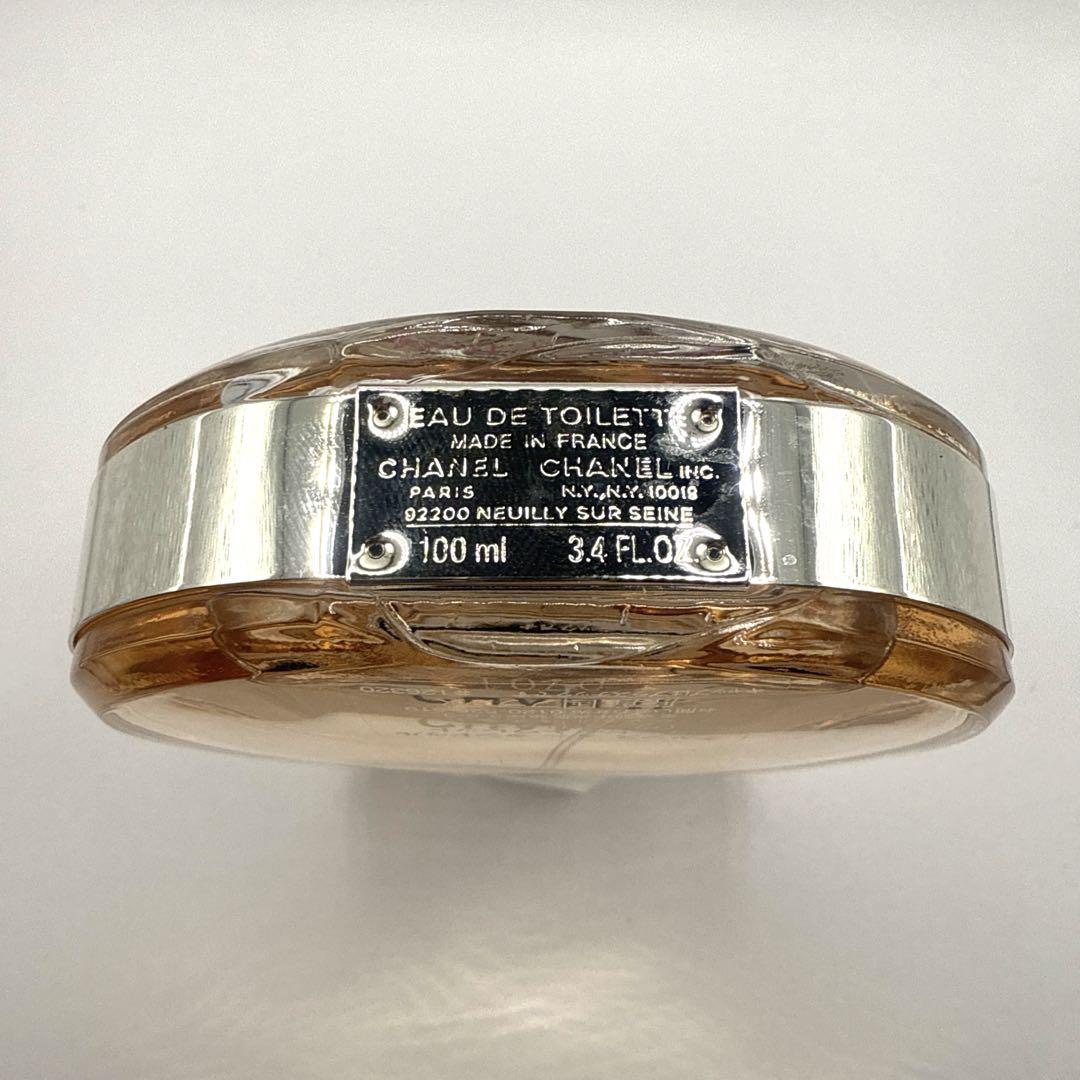 EAU DE TOILETTE
MADE IN FRANCE
CHANEL CHANEL INC.
PARIS N.Y., N.Y. 10018
92200 NEUILLY SUR SEINE
100 ml 3.4 FL.OZ.